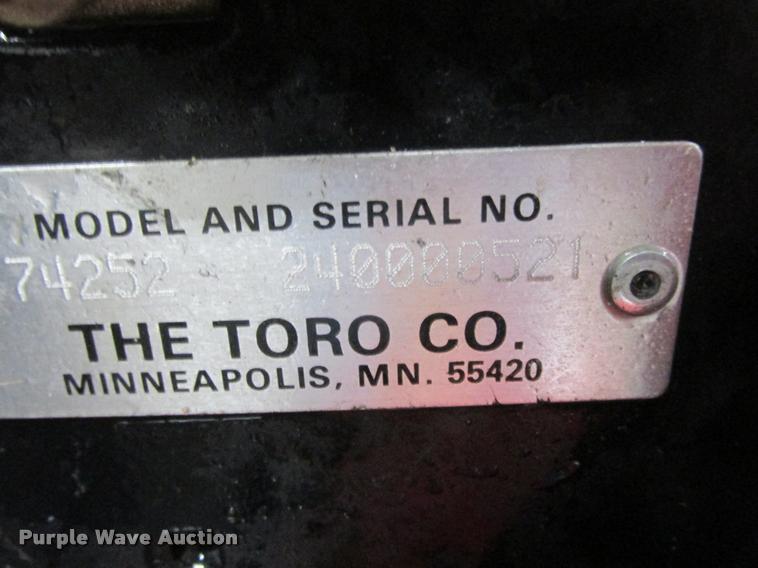 MODEL AND SERIAL NO.
74252 240000521
THE TORO CO.
MINNEAPOLIS, MN. 55420
Purple Wave Auction